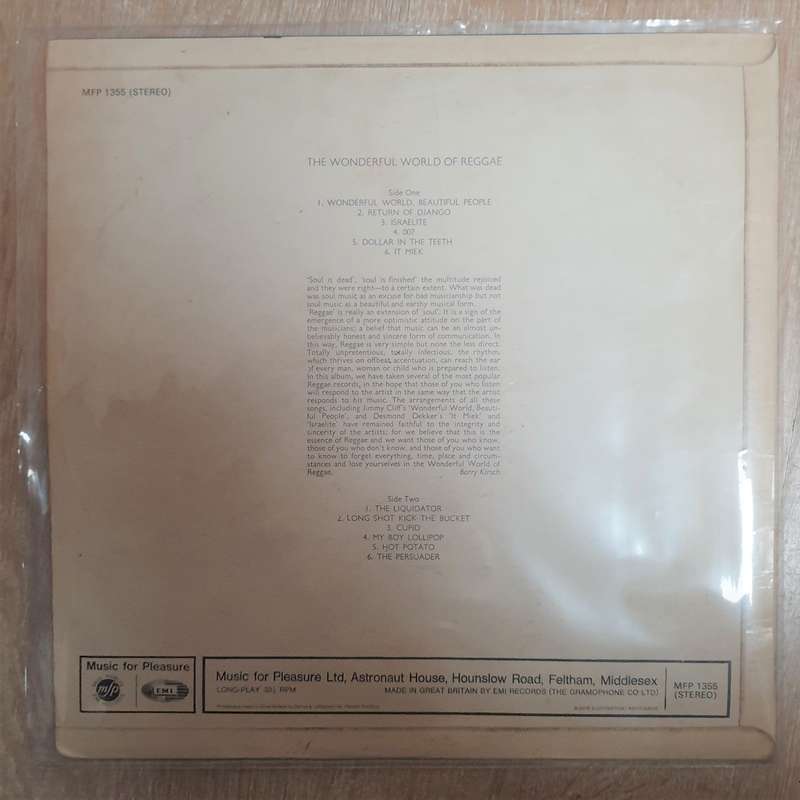 MFP 1355 (STEREO)
THE WONDERFUL WORLD OF REGGAE
Side One
1. WONDERFUL WORLD, BEAUTIFUL PEOPLE
2. RETURN OF DJANGO
3. ISRAELITE
4. 007
5. DOLLAR IN THE TEETH
6. IT MIEK
'Soul is dead', 'soul is finished' the multitude rejoiced
and they were right—to a certain extent. What was dead
was soul music as an excuse for bad musicianship but not
soul music as a beautiful and earthy musical form.
'Reggae' is really an extension of 'soul'. It is a sign of the
emergence of a more optimistic attitude on the part of
the musicians; a belief that music can be an almost un-
believably honest and sincere form of communication. In
this way, Reggae is very simple but none the less direct.
Totally unpretentious, totally infectious, the rhythm,
which thrives on offbeat accentuation, can reach the ear
of every man, woman or child who is prepared to listen.
In this album, we have taken several of the most popular
Reggae records, in the hope that those of you who listen
will respond to the artist in the same way that the artist
responds to his music. The arrangements of all these
songs, including Jimmy Cliff's 'Wonderful World, Beauti-
ful People', and Desmond Dekker's 'It Miek' and
'Israelite' have remained faithful to the integrity and
sincerity of the artists; for we believe that this is the
essence of Reggae and we want those of you who know,
those of you who don't know, and those of you who want
to know to forget everything, time, place and circum-
stances and lose yourselves in the Wonderful World of
Reggae. Barry Kirsch
Side Two
1. THE LIQUIDATOR
2. LONG SHOT KICK THE BUCKET
3. CUPID
4. MY BOY LOLLIPOP
5. HOT POTATO
6. THE PERSUADER
Music for Pleasure
mfp EMI
Music for Pleasure Ltd, Astronaut House, Hounslow Road, Feltham, Middlesex
LONG-PLAY 33⅓ RPM MADE IN GREAT BRITAIN BY EMI RECORDS (THE GRAMOPHONE CO LTD)
MFP 1355
(STEREO)